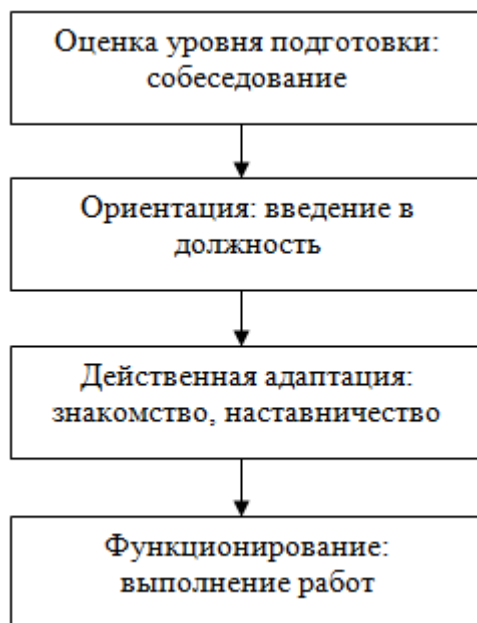 Оценка уровня подготовки:
собеседование
Ориентация: введение в
должность
Действенная адаптация:
знакомство, наставничество
Функционирование:
выполнение работ